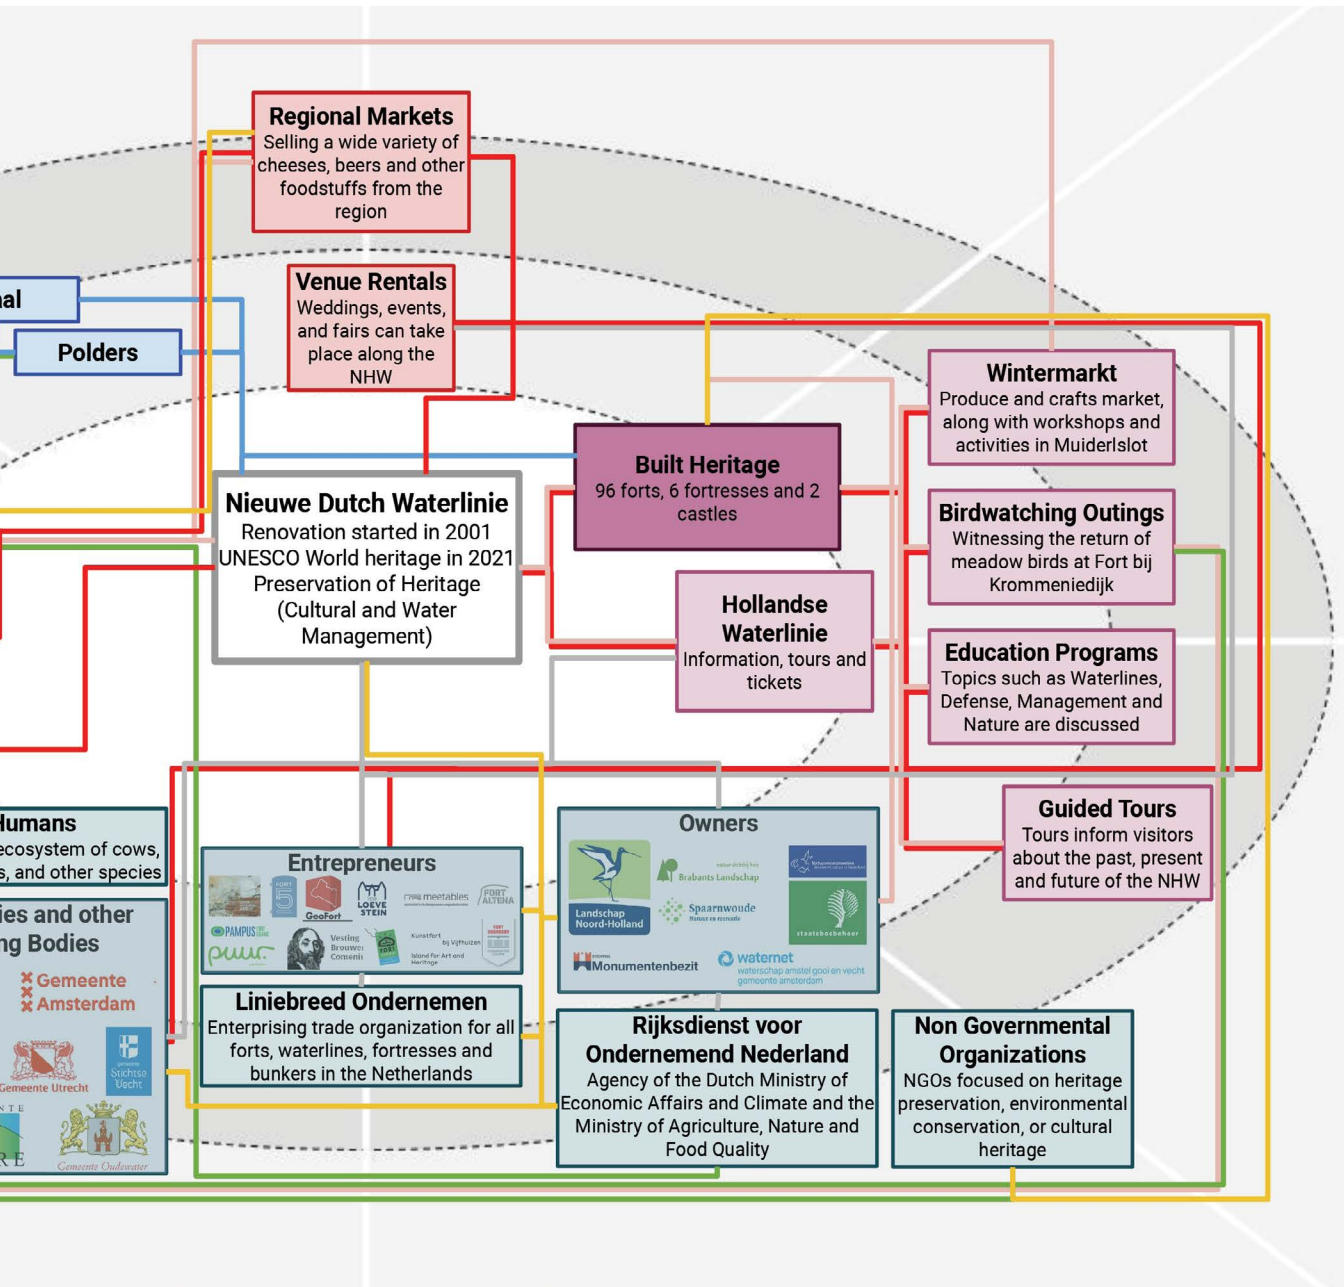 Regional Markets
Selling a wide variety of
cheeses, beers and other
foodstuffs from the
region
Venue Rentals
Weddings, events,
and fairs can take
place along the
NHW
al
Polders
Wintermarkt
Produce and crafts market,
along with workshops and
activities in Muiderlslot
Built Heritage
96 forts, 6 fortresses and 2
castles
Nieuwe Dutch Waterlinie
Renovation started in 2001
UNESCO World heritage in 2021
Preservation of Heritage
(Cultural and Water
Management)
Birdwatching Outings
Witnessing the return of
meadow birds at Fort bij
Krommeniedijk
Hollandse
Waterlinie
Information, tours and
tickets
Education Programs
Topics such as Waterlines,
Defense, Management and
Nature are discussed
Guided Tours
Tours inform visitors
about the past, present
and future of the NHW
Humans
ecosystem of cows,
s, and other species
ies and other
ng Bodies
Gemeente
Amsterdam
Gemeente Utrecht
gemeente
Stichtse
Vecht
NTE
RE
Gemeente Oudewater
Entrepreneurs
FORT
5
GeoFort
LOEVE
STEIN
meetables
FORT
ALTENA
PAMPUS
puur.
Vesting
Brouwe
Comeni
FORT
Kunstfort
bij Vijfhuizen
Island for Art and
Heritage
Owners
Landschap
Noord-Holland
Brabants Landschap
Natuurmonumenten
Spaarnwoude
Natuur en recreatie
staatsbosbeheer
Monumentenbezit
waternet
waterschap amstel gooi en vecht
gemeente amsterdam
Liniebreed Ondernemen
Enterprising trade organization for all
forts, waterlines, fortresses and
bunkers in the Netherlands
Rijksdienst voor
Ondernemend Nederland
Agency of the Dutch Ministry of
Economic Affairs and Climate and the
Ministry of Agriculture, Nature and
Food Quality
Non Governmental
Organizations
NGOs focused on heritage
preservation, environmental
conservation, or cultural
heritage